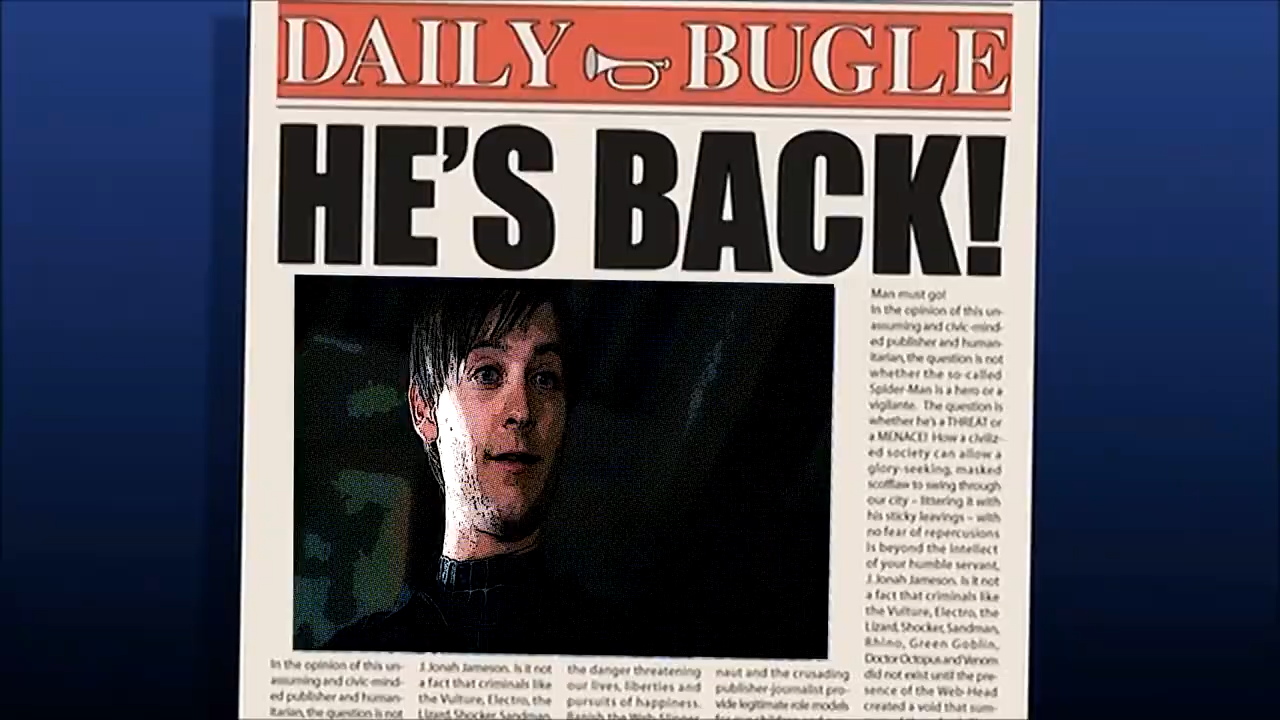 DAILY BUGLE
HE'S BACK!
Man must go!
In the opinion of this un-
assuming and civic-mind-
ed publisher and human-
itarian, the question is not
whether the so-called
Spider-Man is a hero or a
vigilante. The question is
whether he's a THREAT or
a MENACE! How a civiliz-
ed society can allow a
glory-seeking, masked
scofflaw to swing through
our city – littering it with
his sticky leavings – with
no fear of repercusions
is beyond the intellect
of your humble servant,
J. Jonah Jameson. Is it not
a fact that criminals like
the Vulture, Electro, the
Lizard, Shocker, Sandman,
Rhino, Green Goblin,
Doctor Octopus and Venom
did not exist until the pre-
sence of the Web-Head
created a void that sum-
In the opinion of this un-
assuming and civic-mind-
ed publisher and human-
itarian, the question is not
J. Jonah Jameson. Is it not
a fact that criminals like
the Vulture, Electro, the
Lizard, Shocker, Sandman,
the danger threatening
our lives, liberties and
pursuits of happiness.
Banish the Web-Slinger
naut and the crusading
publisher-journalist pro-
vide legitimate role models